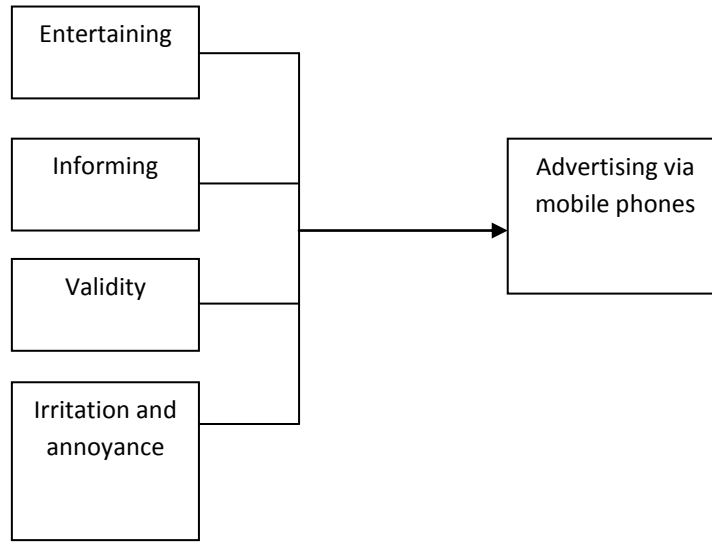 Entertaining
Informing
Validity
Irritation and
annoyance
Advertising via
mobile phones